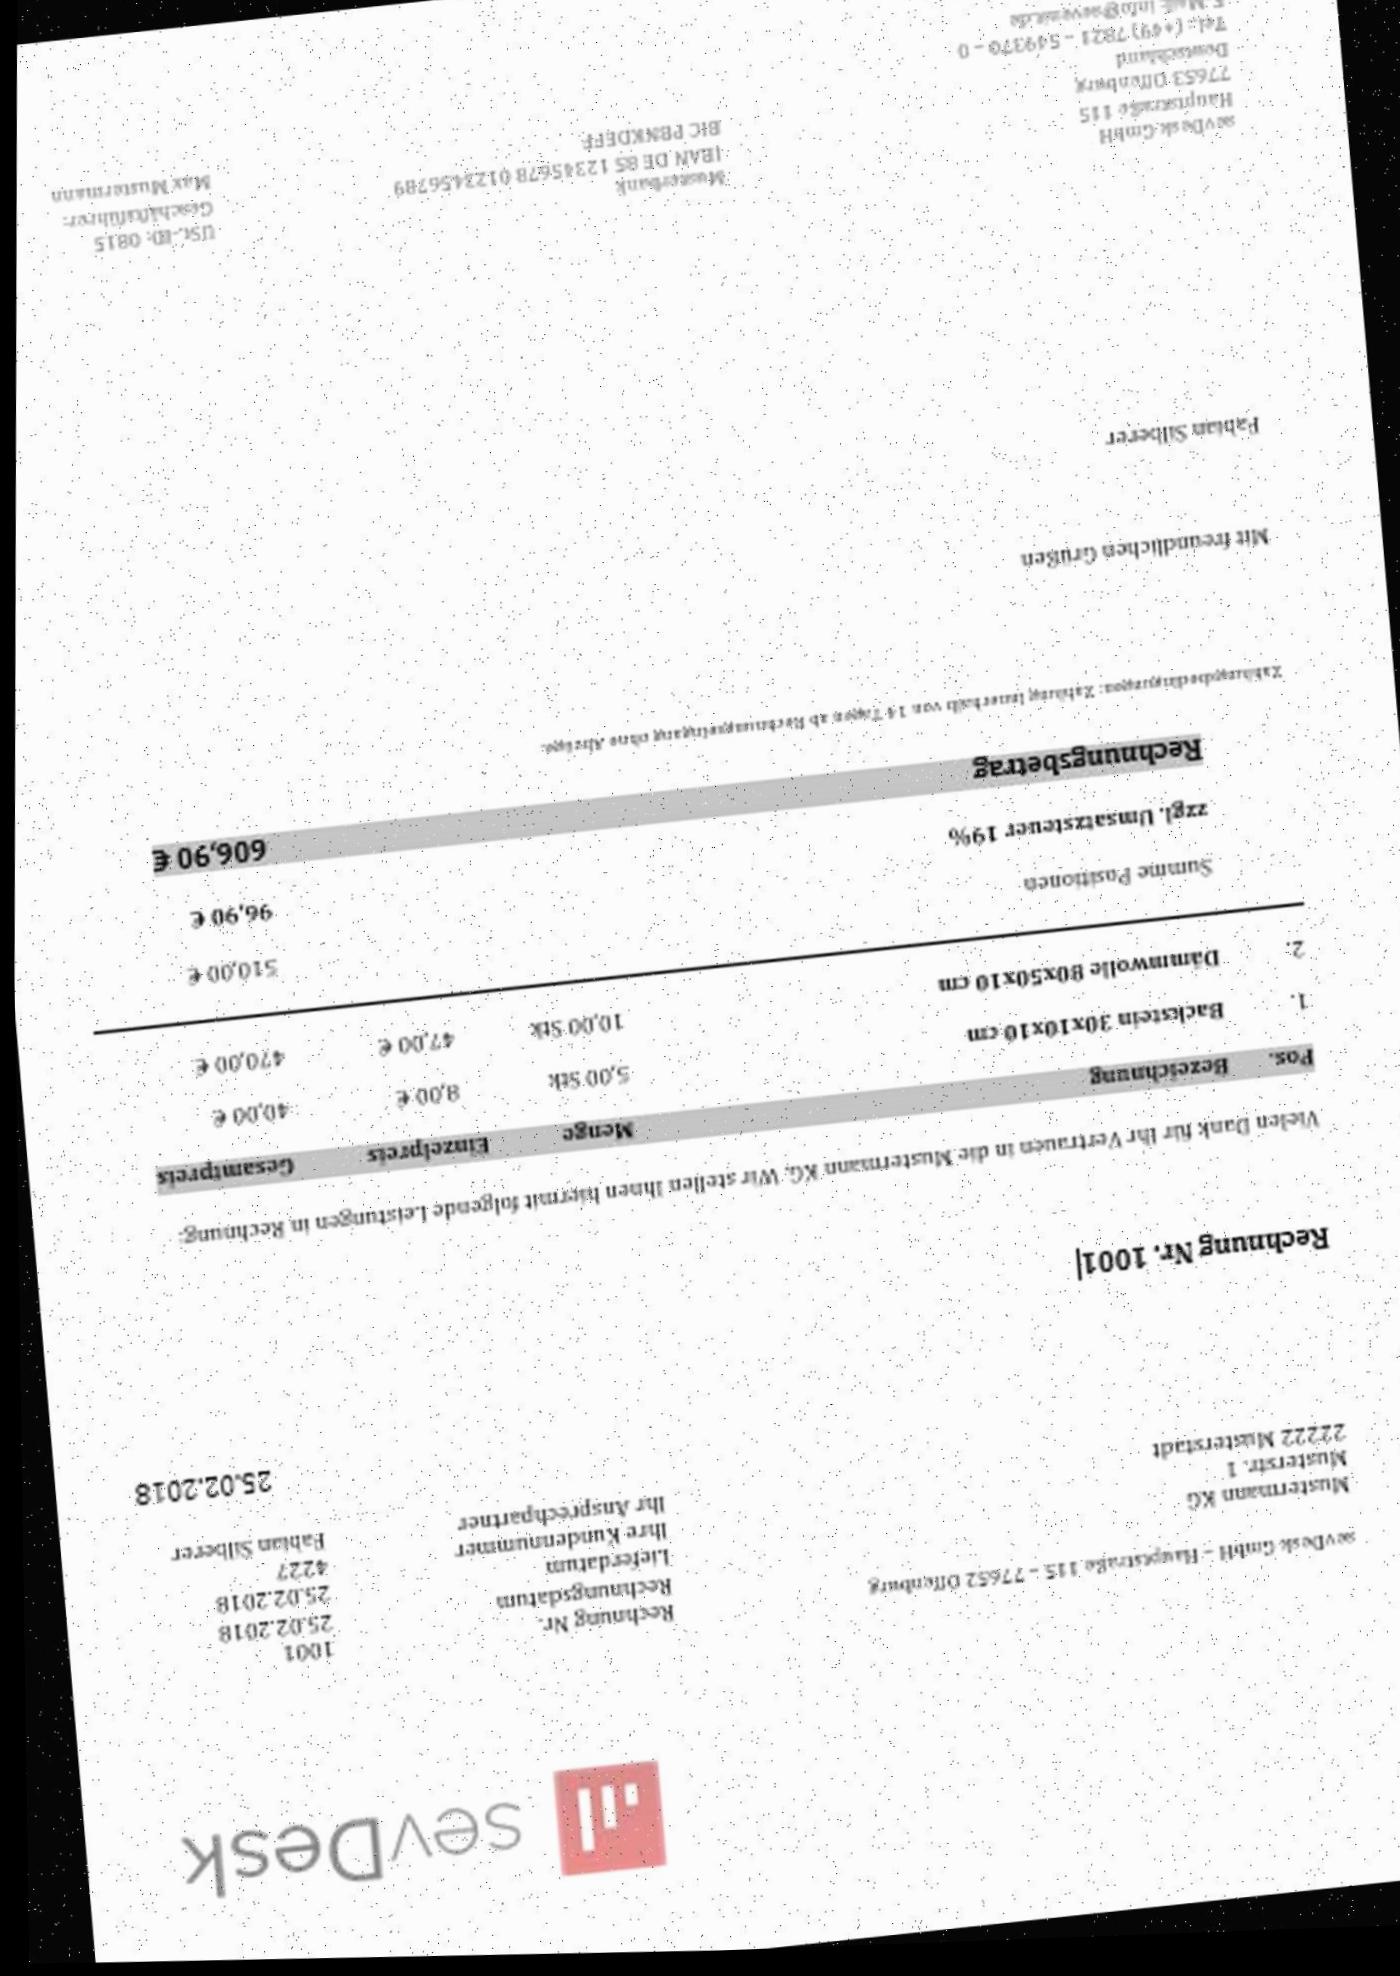 sevDesk
sevDesk GmbH – Hauptstraße 115 – 77652 Offenburg
Mustermann KG
Musterstr. 1
22222 Musterstadt
Rechnung Nr. 1001
Rechnungsdatum 25.02.2018
Lieferdatum 25.02.2018
Ihre Kundennummer 4227
Ihr Ansprechpartner Fabian Silberer
25.02.2018
Rechnung Nr. 1001
Vielen Dank für Ihr Vertrauen in die Mustermann KG. Wir stellen Ihnen hiermit folgende Leistungen in Rechnung:
Pos. Bezeichnung Menge Einzelpreis Gesamtpreis
1. Backstein 30x10x10 cm 5,00 Stk 8,00 € 40,00 €
2. Dämmwolle 80x50x10 cm 10,00 Stk 47,00 € 470,00 €
Summe Positionen 510,00 €
zzgl. Umsatzsteuer 19% 96,90 €
Rechnungsbetrag 606,90 €
Zahlungsbedingungen: Zahlung innerhalb von 14 Tagen ab Rechnungseingang ohne Abzüge.
Mit freundlichen Grüßen
Fabian Silberer
sevDesk GmbH
Hauptstraße 115
77653 Offenburg
Deutschland
Tel.: (+49) 7821 – 549370 – 0
E-Mail: info@sevenit.de
Musterbank
IBAN DE 85 12345678 0123456789
BIC PBNKDEFF
USt.-ID: 0815
Geschäftsführer:
Max Mustermann